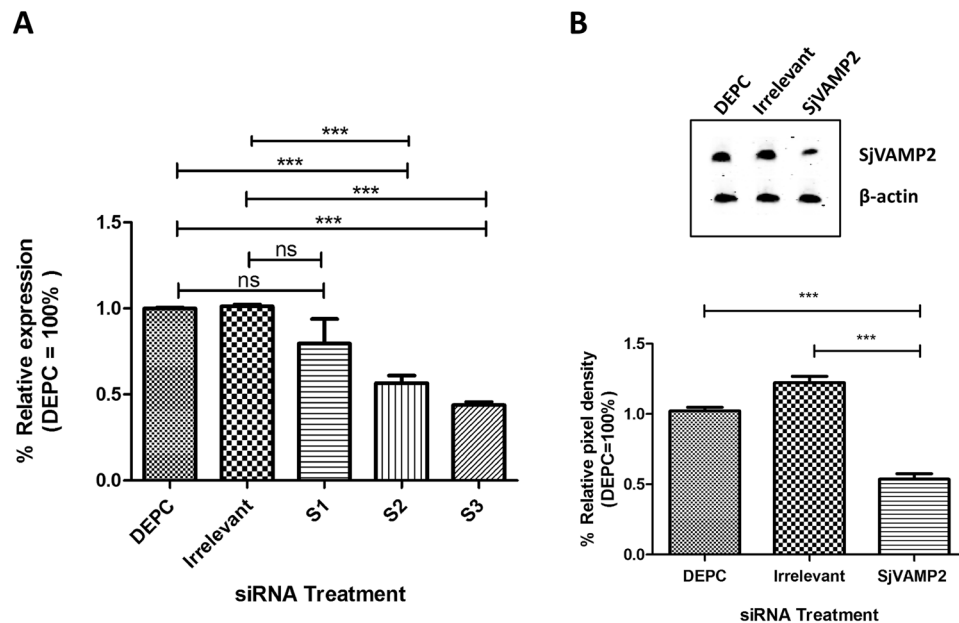 A
***
***
***
***
ns
ns
1.5
1.0
0.5
0.0
% Relative expression
(DEPC = 100% )
DEPC
Irrelevant
S1
S2
S3
siRNA Treatment
B
DEPC
Irrelevant
SjVAMP2
SjVAMP2
β-actin
***
***
1.5
1.0
0.5
0.0
% Relative pixel density
(DEPC=100%)
DEPC
Irrelevant
SjVAMP2
siRNA Treatment